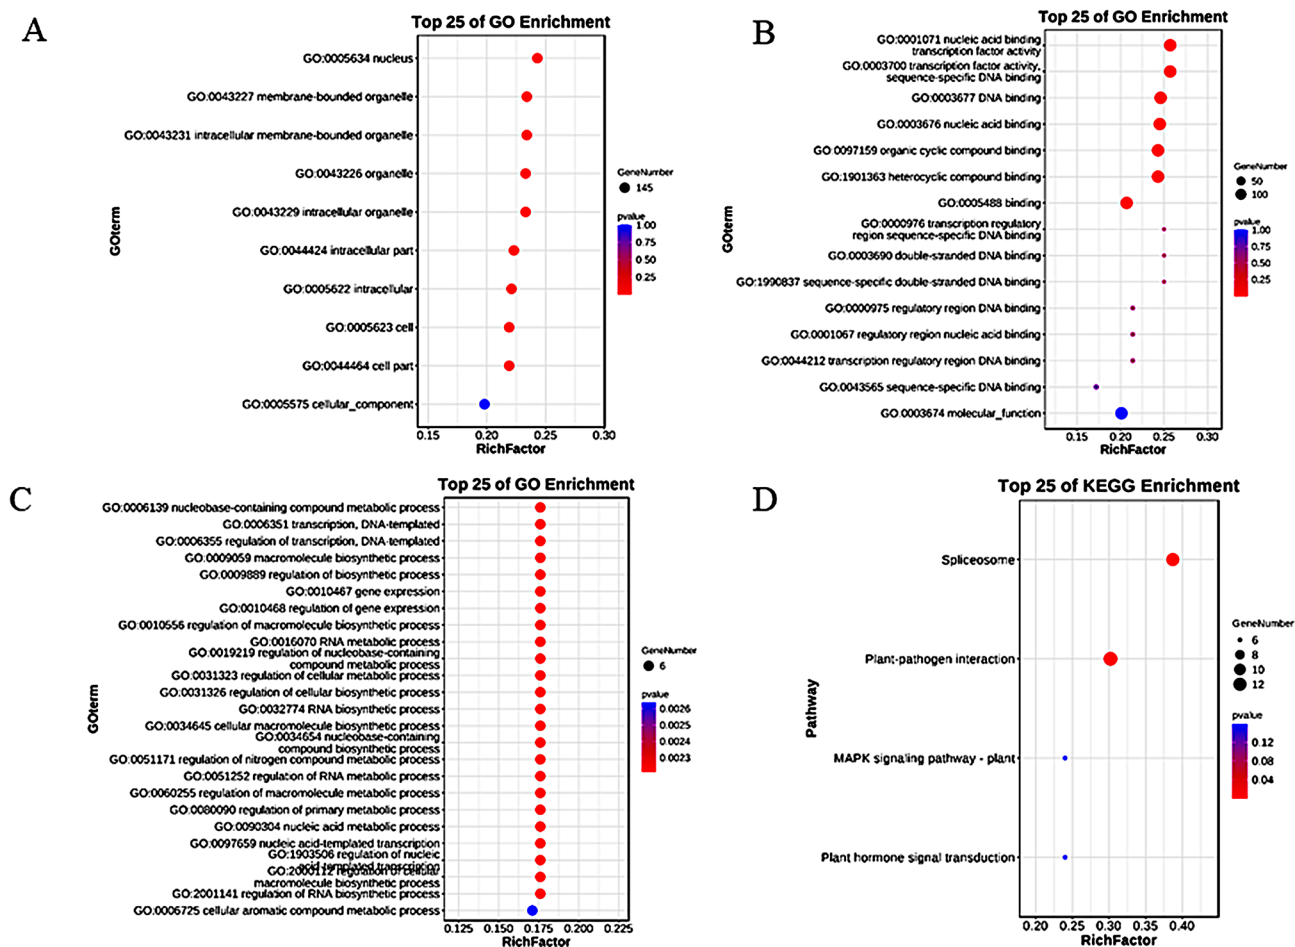 A
Top 25 of GO Enrichment
GO:0005634 nucleus
GO:0043227 membrane-bounded organelle
GO:0043231 intracellular membrane-bounded organelle
GO:0043226 organelle
GO:0043229 intracellular organelle
GO:0044424 intracellular part
GO:0005622 intracellular
GO:0005623 cell
GO:0044464 cell part
GO:0005575 cellular_component
GOterm
0.15 0.20 0.25 0.30
RichFactor
GeneNumber
145
pvalue
1.00
0.75
0.50
0.25
B
Top 25 of GO Enrichment
GO:0001071 nucleic acid binding
transcription factor activity
GO:0003700 transcription factor activity,
sequence-specific DNA binding
GO:0003677 DNA binding
GO:0003676 nucleic acid binding
GO:0097159 organic cyclic compound binding
GO:1901363 heterocyclic compound binding
GO:0005488 binding
GO:0000976 transcription regulatory
region sequence-specific DNA binding
GO:0003690 double-stranded DNA binding
GO:1990837 sequence-specific double-stranded DNA binding
GO:0000975 regulatory region DNA binding
GO:0001067 regulatory region nucleic acid binding
GO:0044212 transcription regulatory region DNA binding
GO:0043565 sequence-specific DNA binding
GO:0003674 molecular_function
GOterm
0.15 0.20 0.25 0.30
RichFactor
GeneNumber
50
100
pvalue
1.00
0.75
0.50
0.25
C
Top 25 of GO Enrichment
GO:0006139 nucleobase-containing compound metabolic process
GO:0006351 transcription, DNA-templated
GO:0006355 regulation of transcription, DNA-templated
GO:0009059 macromolecule biosynthetic process
GO:0009889 regulation of biosynthetic process
GO:0010467 gene expression
GO:0010468 regulation of gene expression
GO:0010556 regulation of macromolecule biosynthetic process
GO:0016070 RNA metabolic process
GO:0019219 regulation of nucleobase-containing
compound metabolic process
GO:0031323 regulation of cellular metabolic process
GO:0031326 regulation of cellular biosynthetic process
GO:0032774 RNA biosynthetic process
GO:0034645 cellular macromolecule biosynthetic process
GO:0034654 nucleobase-containing
compound biosynthetic process
GO:0051171 regulation of nitrogen compound metabolic process
GO:0051252 regulation of RNA metabolic process
GO:0060255 regulation of macromolecule metabolic process
GO:0080090 regulation of primary metabolic process
GO:0090304 nucleic acid metabolic process
GO:0097659 nucleic acid-templated transcription
GO:1903506 regulation of nucleic
acid-templated transcription
GO:2000112 regulation of cellular
macromolecule biosynthetic process
GO:2001141 regulation of RNA biosynthetic process
GO:0006725 cellular aromatic compound metabolic process
GOterm
0.125 0.150 0.175 0.200 0.225
RichFactor
GeneNumber
6
pvalue
0.0026
0.0025
0.0024
0.0023
D
Top 25 of KEGG Enrichment
Spliceosome
Plant-pathogen interaction
MAPK signaling pathway - plant
Plant hormone signal transduction
Pathway
0.20 0.25 0.30 0.35 0.40
RichFactor
GeneNumber
6
8
10
12
pvalue
0.12
0.08
0.04